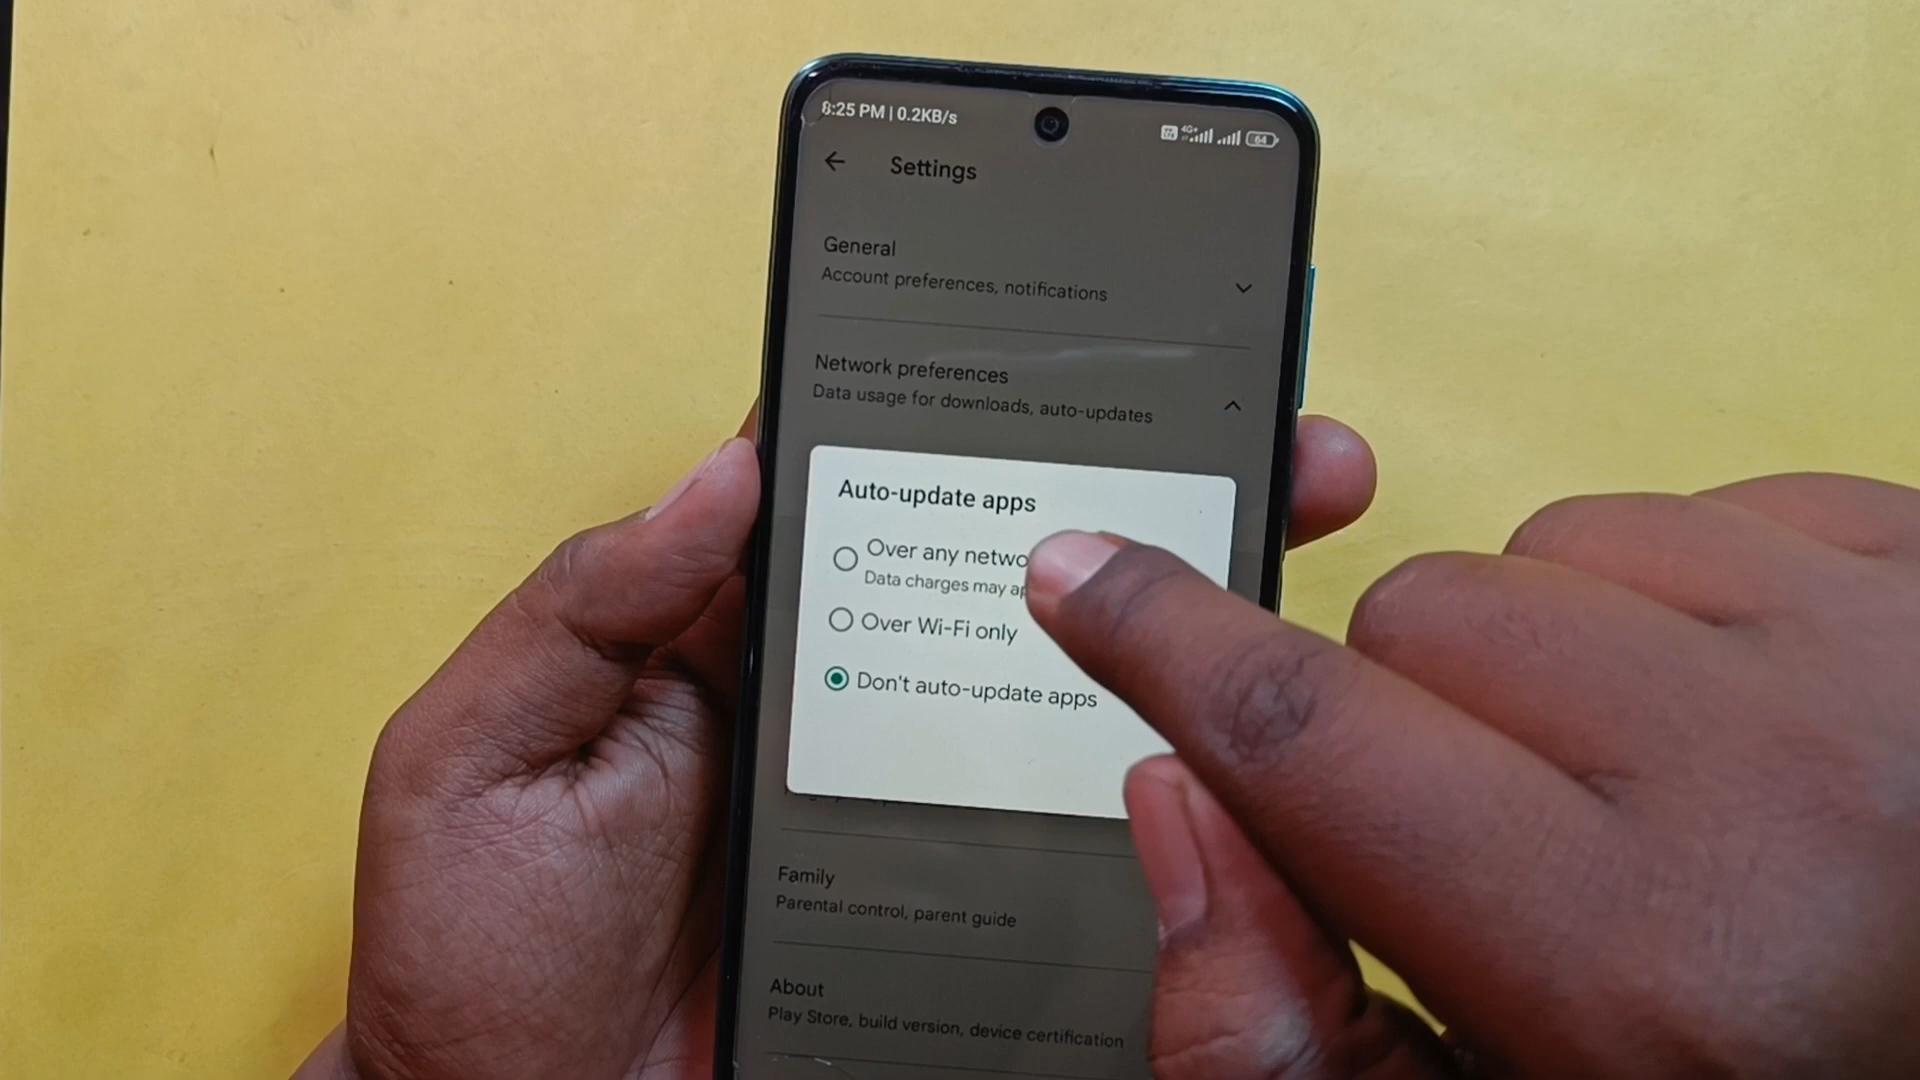 8:25 PM | 0.2KB/s
4G+
64
Settings
General
Account preferences, notifications
Network preferences
Data usage for downloads, auto-updates
Auto-update apps
Over any
Data charges may
Over Wi-Fi only
Don't auto-update apps
Family
Parental control, parent guide
About
Play Store, build version, device certification